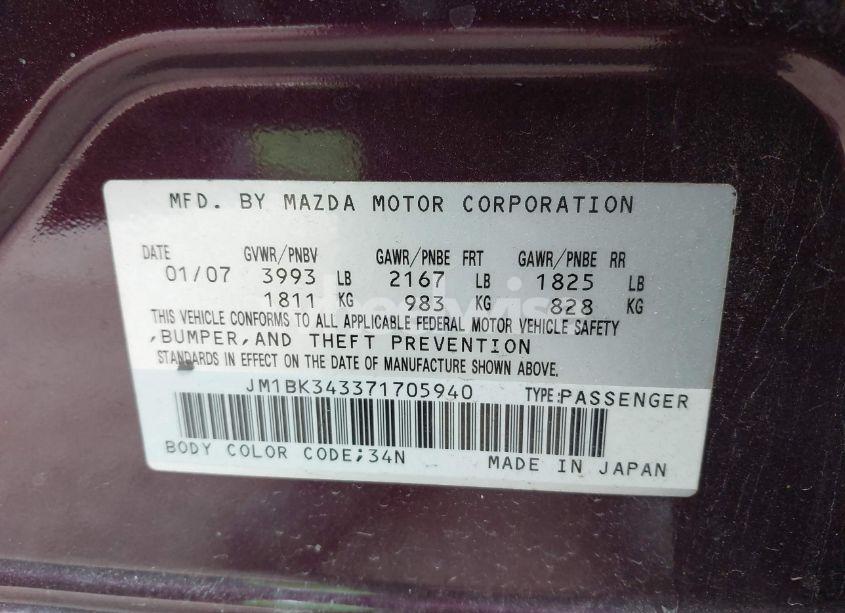 MFD. BY MAZDA MOTOR CORPORATION
DATE GVWR/PNBV GAWR/PNBE FRT GAWR/PNBE RR
01/07 3993 LB 2167 LB 1825 LB
1811 KG 983 KG 828 KG
THIS VEHICLE CONFORMS TO ALL APPLICABLE FEDERAL MOTOR VEHICLE SAFETY
,BUMPER,AND THEFT PREVENTION
STANDARDS IN EFFECT ON THE DATE OF MANUFACTURE SHOWN ABOVE.
JM1BK343371705940 TYPE:PASSENGER
BODY COLOR CODE;34N MADE IN JAPAN